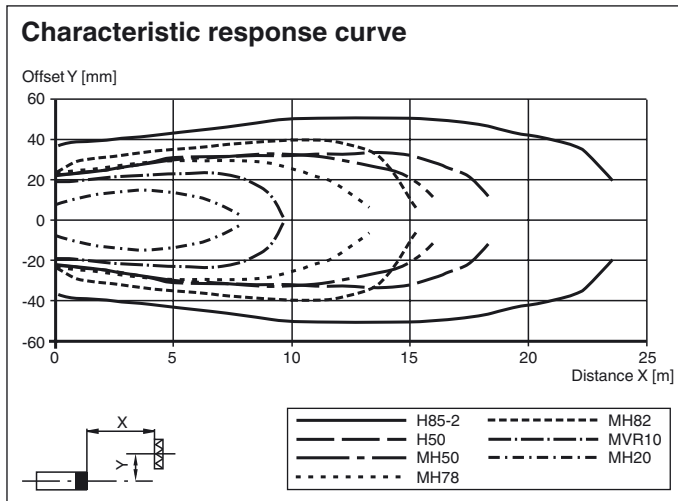 Characteristic response curve
Offset Y [mm]
60
40
20
0
-20
-40
-60
0 5 10 15 20 25
Distance X [m]
X
Y
H85-2
H50
MH50
MH78
MH82
MVR10
MH20